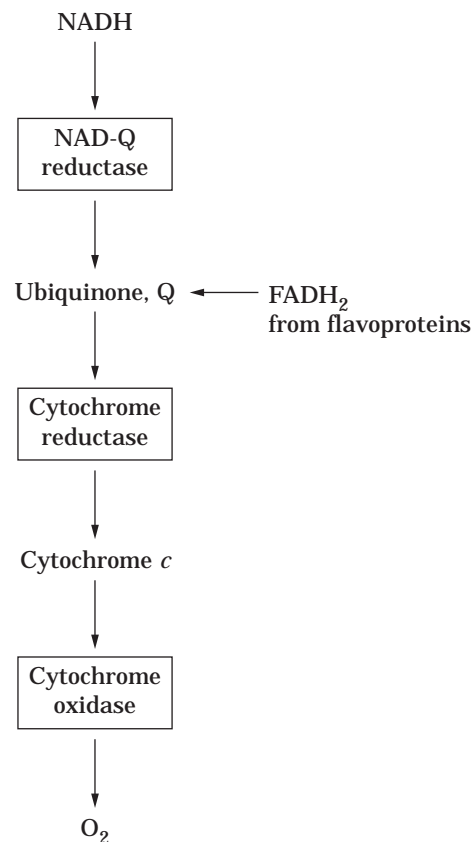 NADH
NAD-Q
reductase
Ubiquinone, Q
FADH₂
from flavoproteins
Cytochrome
reductase
Cytochrome c
Cytochrome
oxidase
O₂